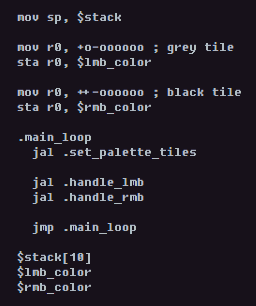 mov sp, $stack
mov r0, +o-oooooo ; grey tile
sta r0, $lmb_color
mov r0, ++-oooooo ; black tile
sta r0, $rmb_color
.main_loop
jal .set_palette_tiles
jal .handle_lmb
jal .handle_rmb
jmp .main_loop
$stack[10]
$lmb_color
$rmb_color